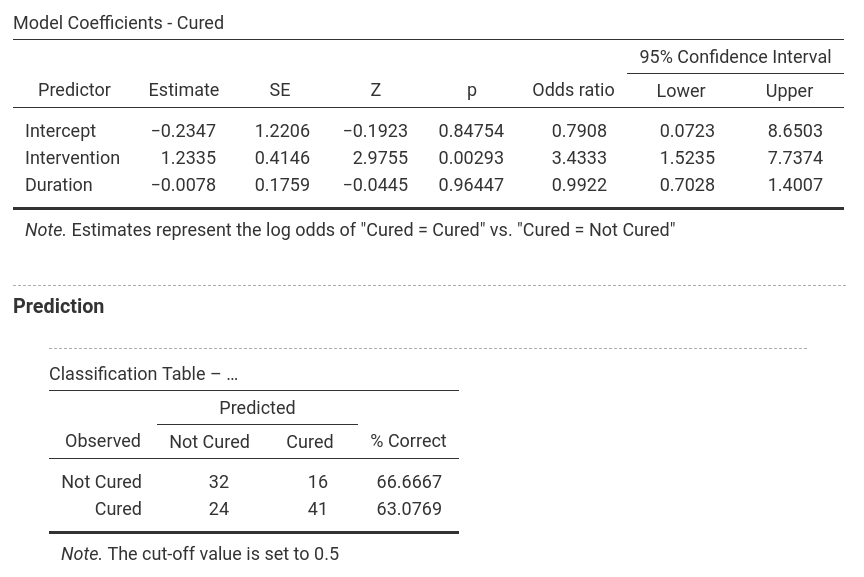 Model Coefficients - Cured
95% Confidence Interval
Predictor Estimate SE Z p Odds ratio Lower Upper
Intercept −0.2347 1.2206 −0.1923 0.84754 0.7908 0.0723 8.6503
Intervention 1.2335 0.4146 2.9755 0.00293 3.4333 1.5235 7.7374
Duration −0.0078 0.1759 −0.0445 0.96447 0.9922 0.7028 1.4007
Note. Estimates represent the log odds of "Cured = Cured" vs. "Cured = Not Cured"
Prediction
Classification Table – …
Predicted
Observed Not Cured Cured % Correct
Not Cured 32 16 66.6667
Cured 24 41 63.0769
Note. The cut-off value is set to 0.5